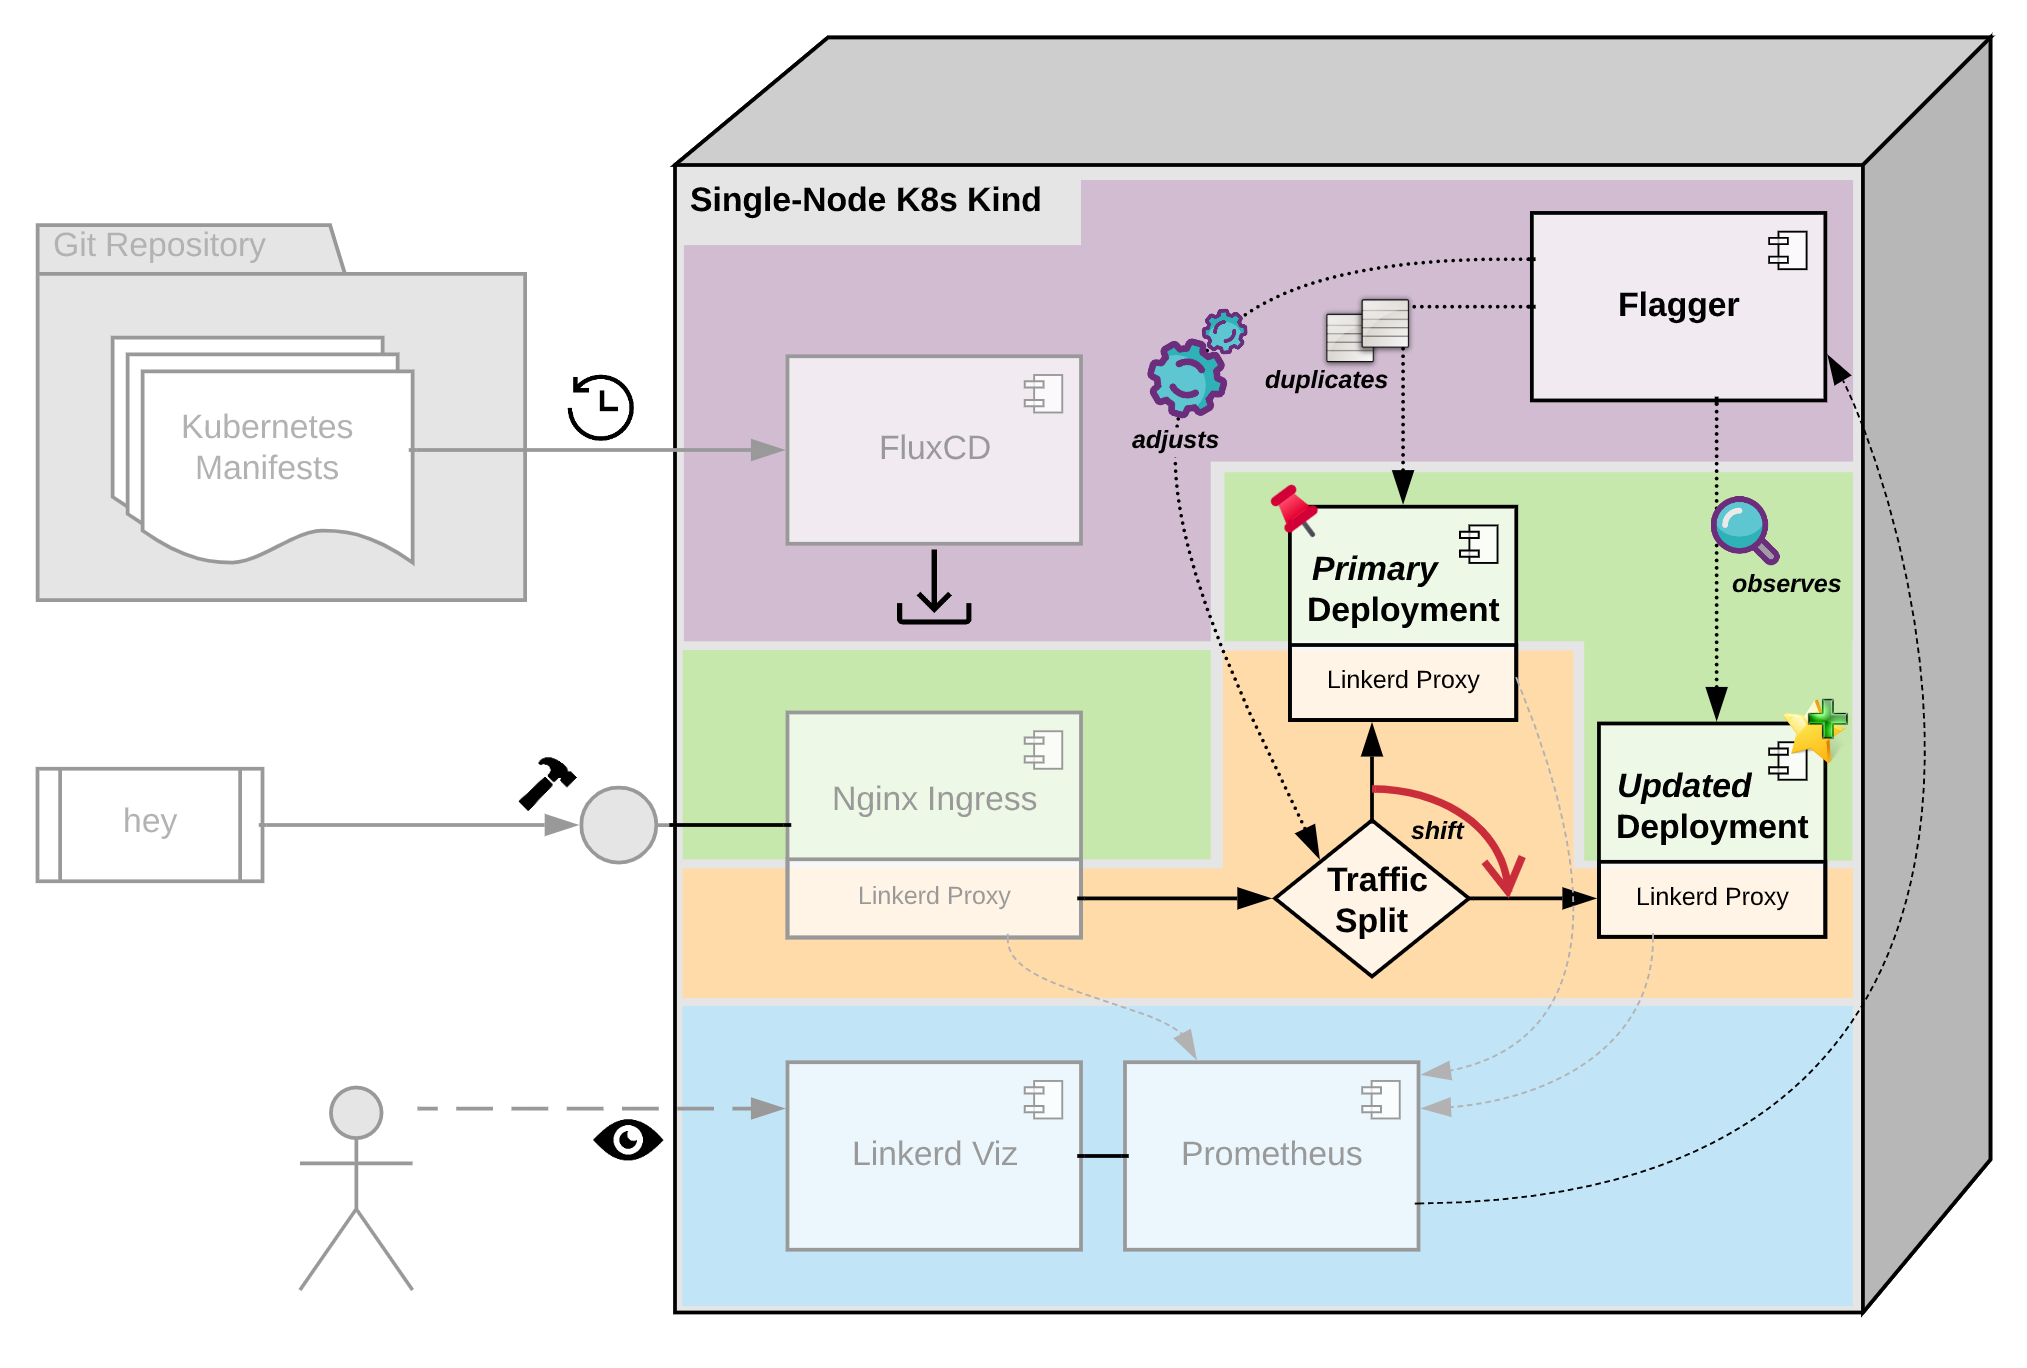 Single-Node K8s Kind
Git Repository
Kubernetes
Manifests
FluxCD
Flagger
duplicates
adjusts
observes
Primary
Deployment
Linkerd Proxy
Updated
Deployment
Linkerd Proxy
hey
Nginx Ingress
Linkerd Proxy
shift
Traffic
Split
Linkerd Viz
Prometheus